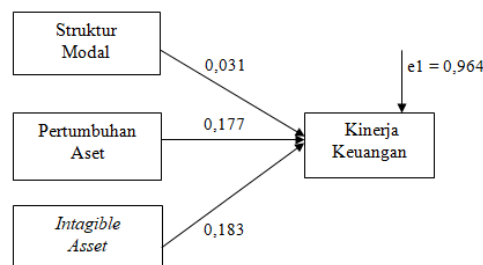 Struktur
Modal
0,031
e1 = 0,964
Pertumbuhan
Aset
0,177
Kinerja
Keuangan
Intagible
Asset
0,183